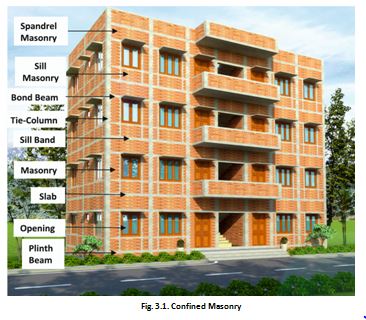 Spandrel
Masonry
Sill
Masonry
Bond Beam
Tie-Column
Sill Band
Masonry
Slab
Opening
Plinth
Beam
Fig. 3.1. Confined Masonry